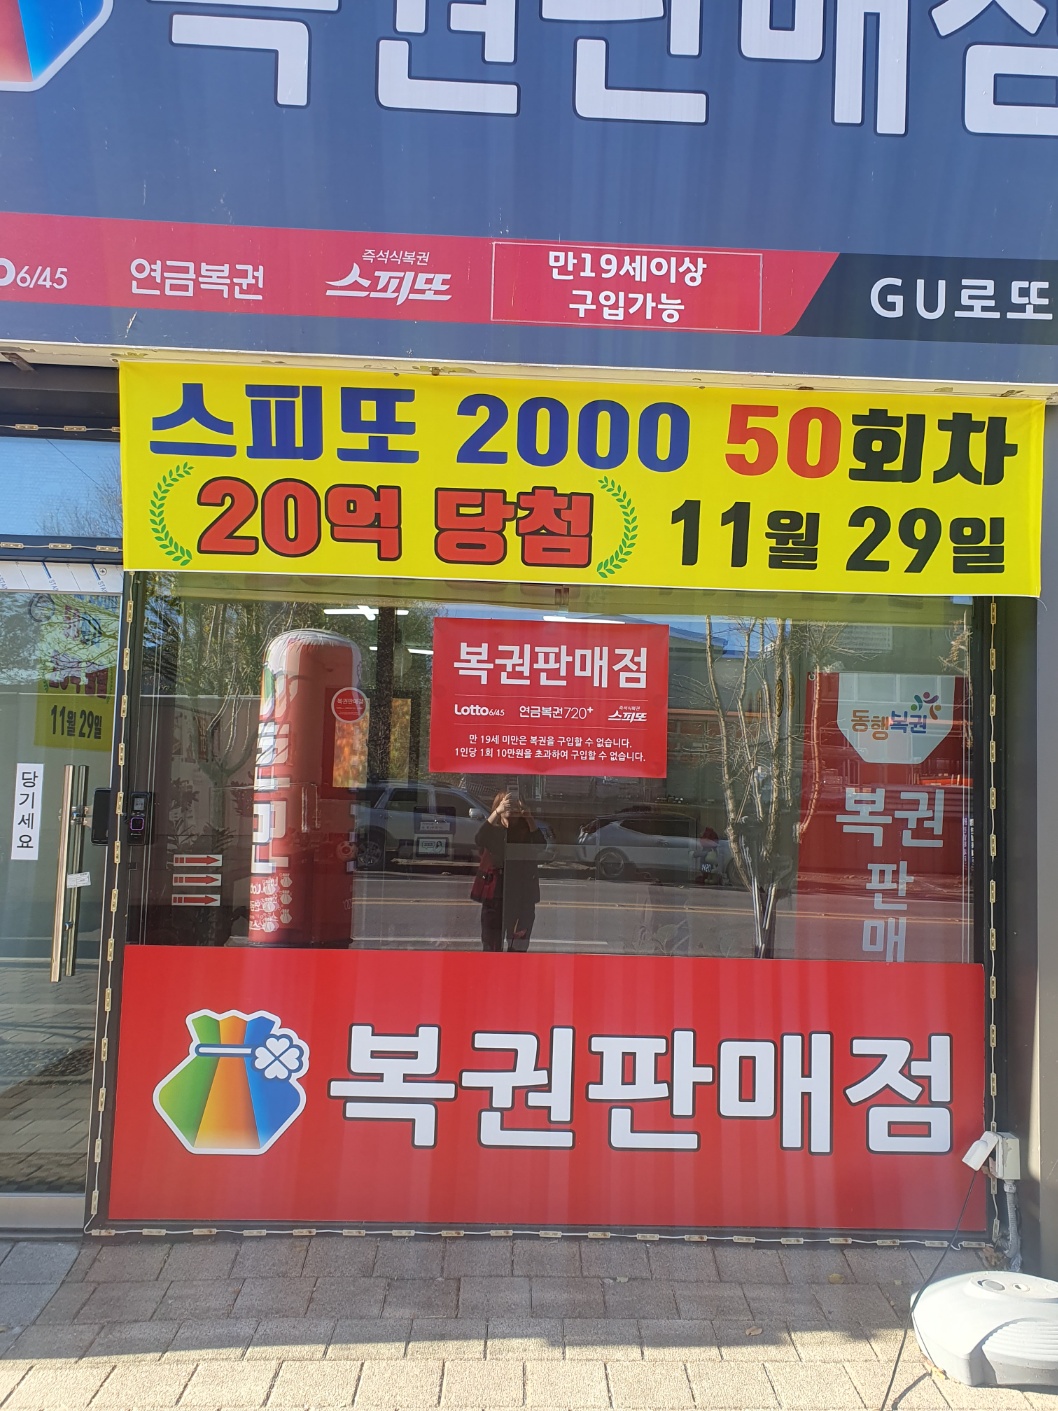 복권판매점
6/45
연금복권
즉석식복권
스피또
만19세이상
구입가능
GU로또
스피또 2000 50회차
20억 당첨 11월 29일
11월 29일
복권판매점
Lotto6/45 연금복권720+ 즉석식복권 스피또
만 19세 미만은 복권을 구입할 수 없습니다.
1인당 1회 10만원을 초과하여 구입할 수 없습니다.
동행복권
복권
판
매
당기세요
복권판매점